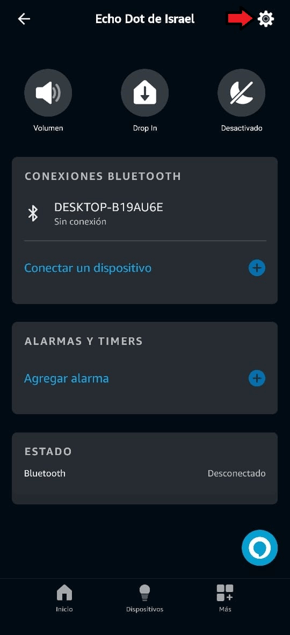 Echo Dot de Israel
Volumen
Drop In
Desactivado
CONEXIONES BLUETOOTH
DESKTOP-B19AU6E
Sin conexión
Conectar un dispositivo
ALARMAS Y TIMERS
Agregar alarma
ESTADO
Bluetooth Desconectado
Inicio Dispositivos Más